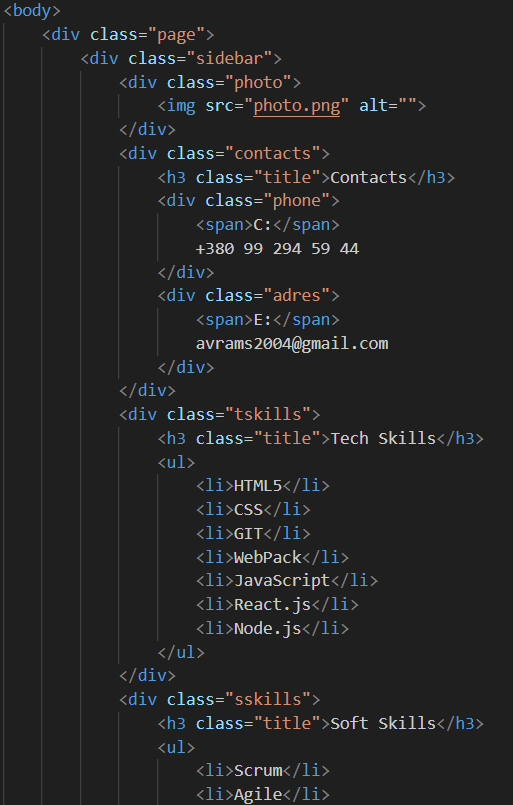 <body>
<div class="page">
<div class="sidebar">
<div class="photo">
<img src="photo.png" alt="">
</div>
<div class="contacts">
<h3 class="title">Contacts</h3>
<div class="phone">
<span>C:</span>
+380 99 294 59 44
</div>
<div class="adres">
<span>E:</span>
avrams2004@gmail.com
</div>
</div>
<div class="tskills">
<h3 class="title">Tech Skills</h3>
<ul>
<li>HTML5</li>
<li>CSS</li>
<li>GIT</li>
<li>WebPack</li>
<li>JavaScript</li>
<li>React.js</li>
<li>Node.js</li>
</ul>
</div>
<div class="sskills">
<h3 class="title">Soft Skills</h3>
<ul>
<li>Scrum</li>
<li>Agile</li>